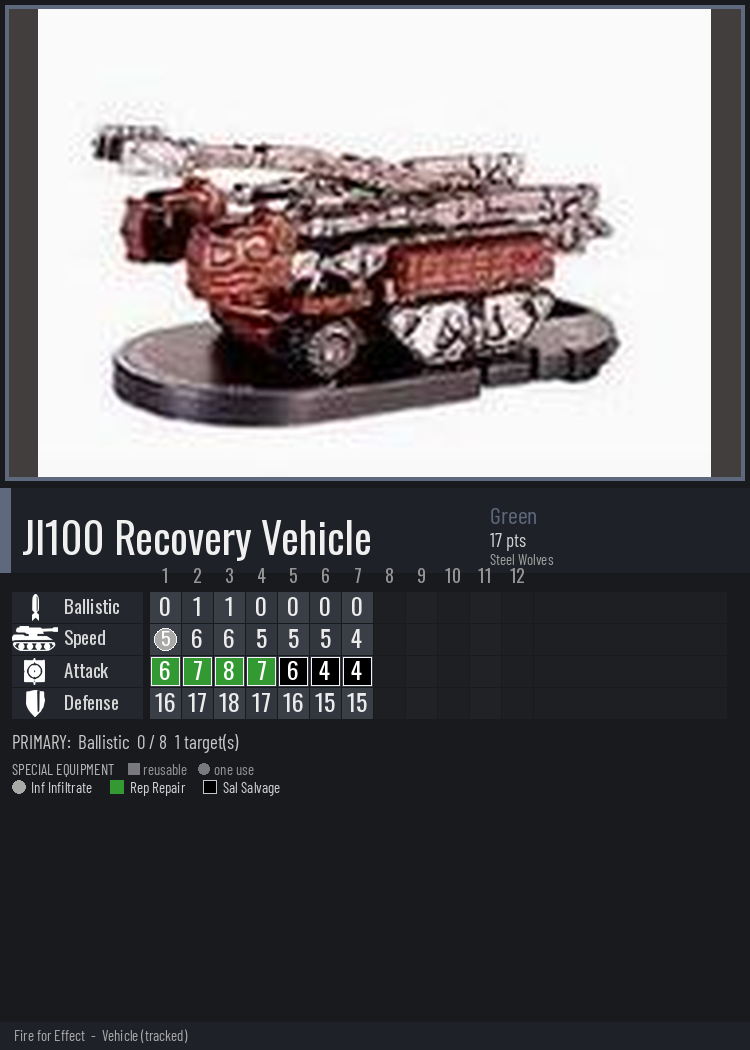 JI100 Recovery Vehicle
Green
17 pts
Steel Wolves
1 2 3 4 5 6 7 8 9 10 11 12
Ballistic 0 1 1 0 0 0 0
Speed 5 6 6 5 5 5 4
Attack 6 7 8 7 6 4 4
Defense 16 17 18 17 16 15 15
PRIMARY: Ballistic 0 / 8 1 target(s)
SPECIAL EQUIPMENT reusable one use
Inf Infiltrate Rep Repair Sal Salvage
Fire for Effect - Vehicle (tracked)